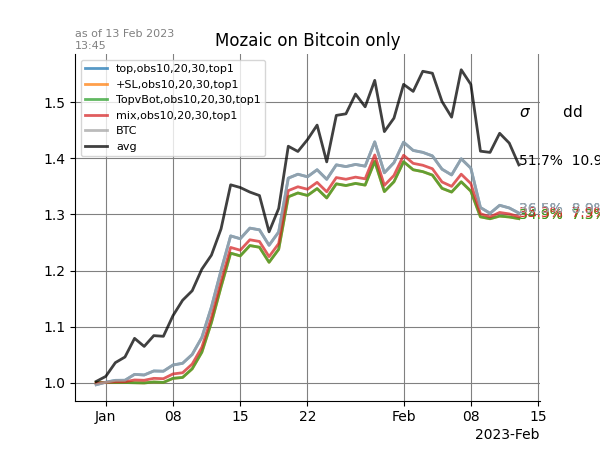 as of 13 Feb 2023
13:45
Mozaic on Bitcoin only
top,obs10,20,30,top1
+SL,obs10,20,30,top1
TopvBot,obs10,20,30,top1
mix,obs10,20,30,top1
BTC
avg
σ dd
51.7% 10.9
1.5
1.4
1.3
1.2
1.1
1.0
Jan 08 15 22 Feb 08 15
2023-Feb